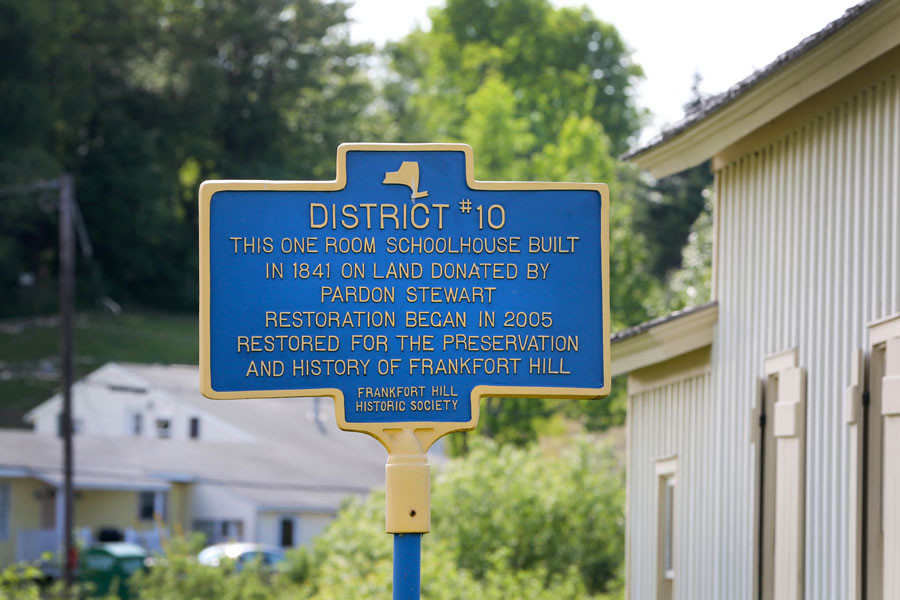 DISTRICT #10
THIS ONE ROOM SCHOOLHOUSE BUILT
IN 1841 ON LAND DONATED BY
PARDON STEWART
RESTORATION BEGAN IN 2005
RESTORED FOR THE PRESERVATION
AND HISTORY OF FRANKFORT HILL
FRANKFORT HILL
HISTORIC SOCIETY